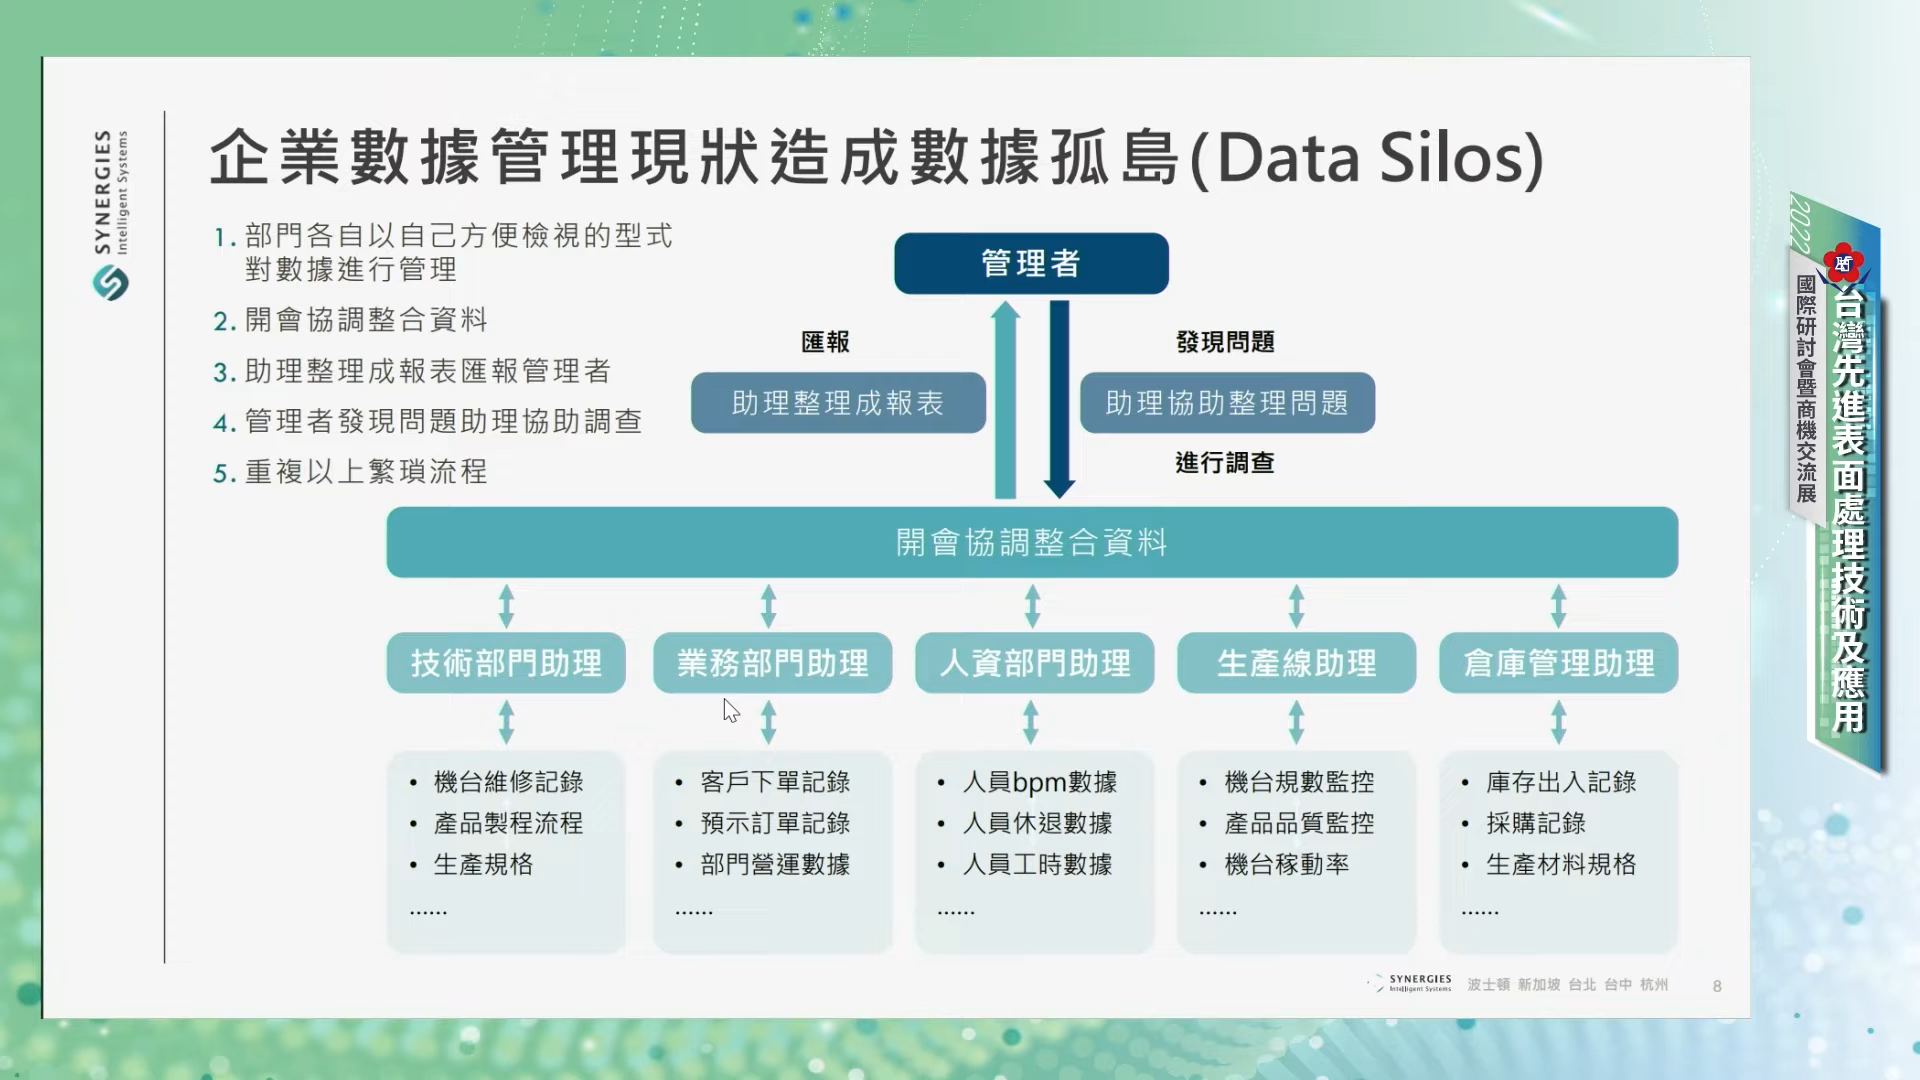 SYNERGIES
Intelligent Systems
企業數據管理現狀造成數據孤島(Data Silos)
1. 部門各自以自己方便檢視的型式
對數據進行管理
2. 開會協調整合資料
3. 助理整理成報表匯報管理者
4. 管理者發現問題助理協助調查
5. 重複以上繁瑣流程
管理者
匯報
發現問題
助理整理成報表
助理協助整理問題
進行調查
開會協調整合資料
技術部門助理
業務部門助理
人資部門助理
生產線助理
倉庫管理助理
• 機台維修記錄
• 產品製程流程
• 生產規格
......
• 客戶下單記錄
• 預示訂單記錄
• 部門營運數據
......
• 人員bpm數據
• 人員休退數據
• 人員工時數據
......
• 機台規數監控
• 產品品質監控
• 機台稼動率
......
• 庫存出入記錄
• 採購記錄
• 生產材料規格
......
SYNERGIES
Intelligent Systems
波士頓 新加坡 台北 台中 杭州
8
2022
台灣先進表面處理技術及應用
國際研討會暨商機交流展